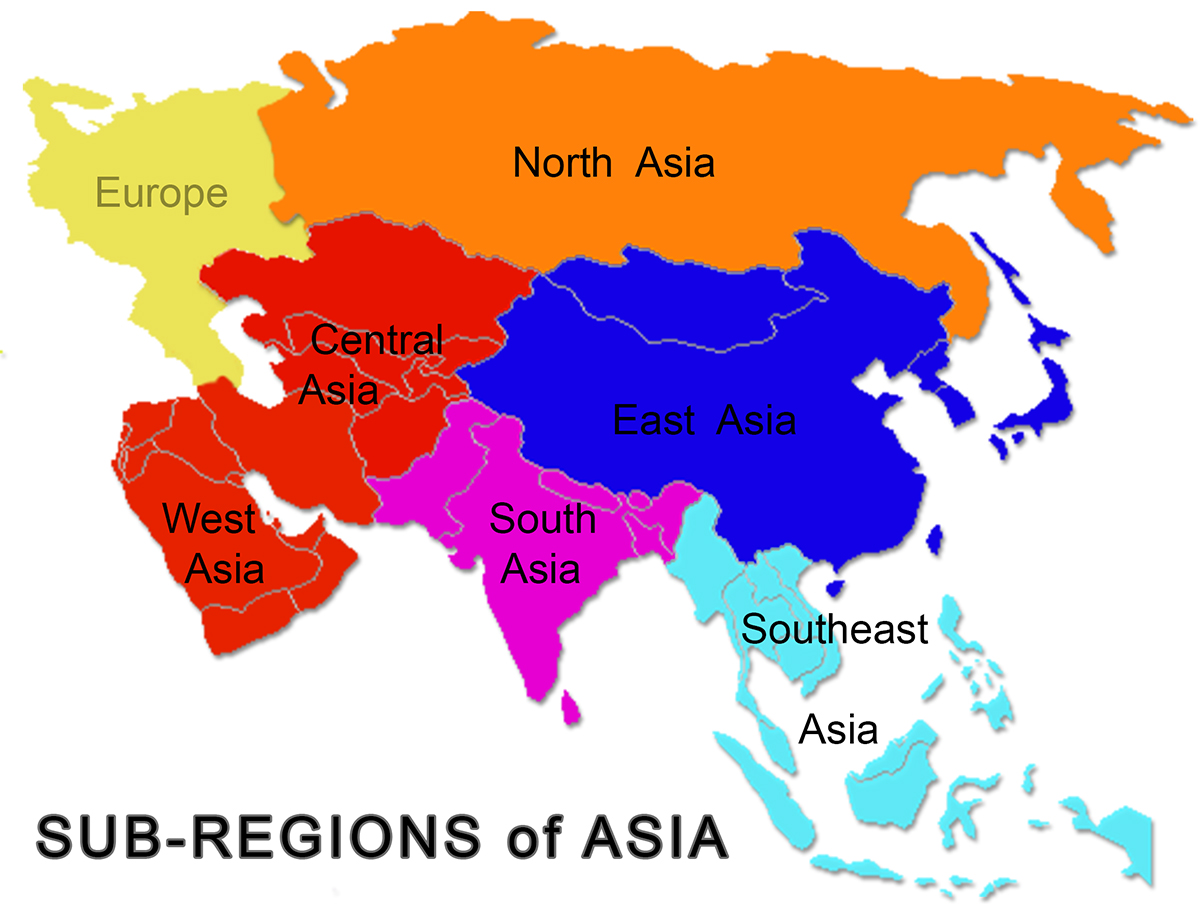 North Asia
Europe
Central
Asia
East Asia
West
Asia
South
Asia
Southeast
Asia
SUB-REGIONS of ASIA